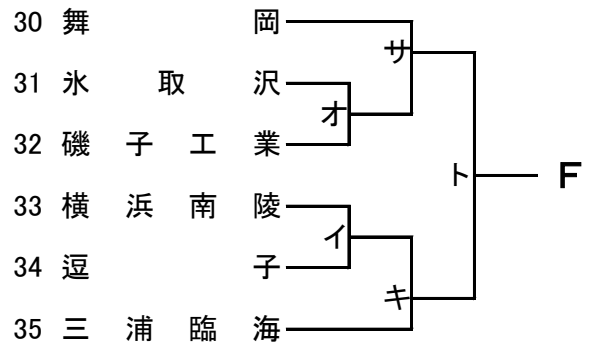 30 舞岡
サ
31 氷取沢
オ
32 磯子工業
ト F
33 横浜南陵
イ
34 逗子
キ
35 三浦臨海